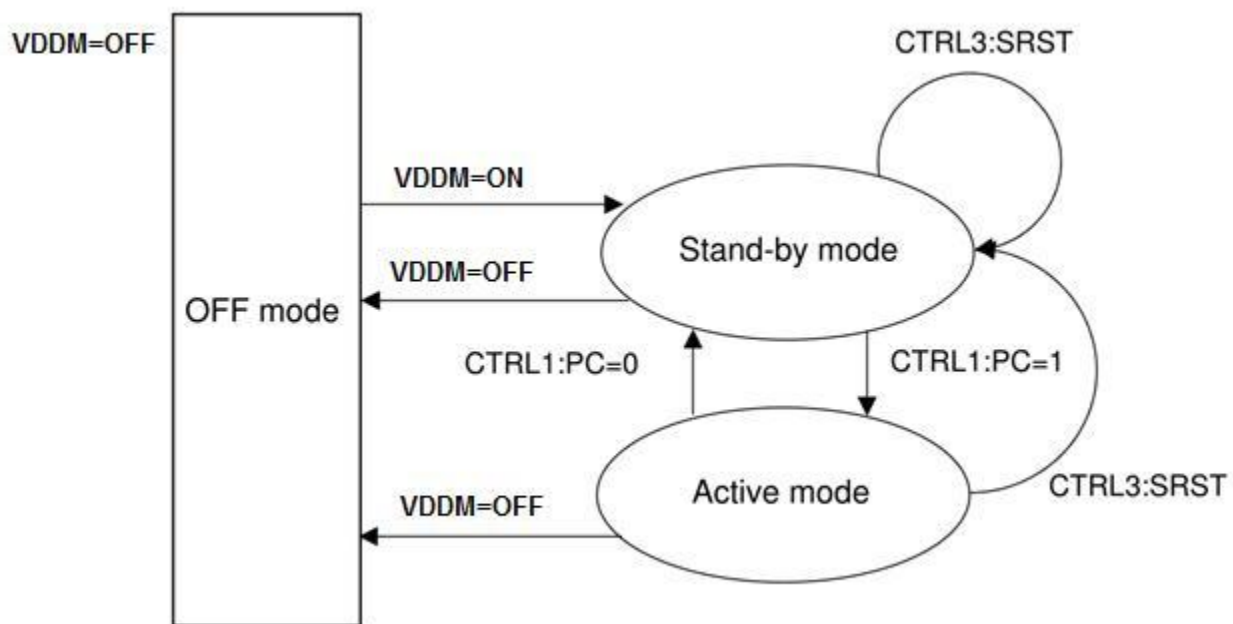 VDDM=OFF
CTRL3:SRST
VDDM=ON
Stand-by mode
VDDM=OFF
OFF mode
CTRL1:PC=0
CTRL1:PC=1
Active mode
CTRL3:SRST
VDDM=OFF